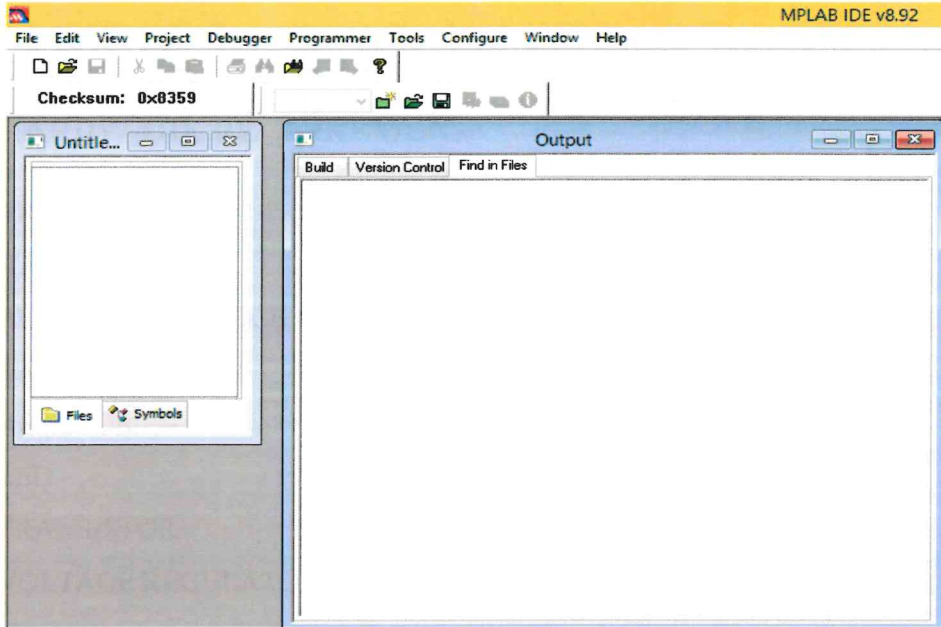 MPLAB IDE v8.92
File Edit View Project Debugger Programmer Tools Configure Window Help
Checksum: 0x8359
Untitle...
Output
Build Version Control Find in Files
Files Symbols